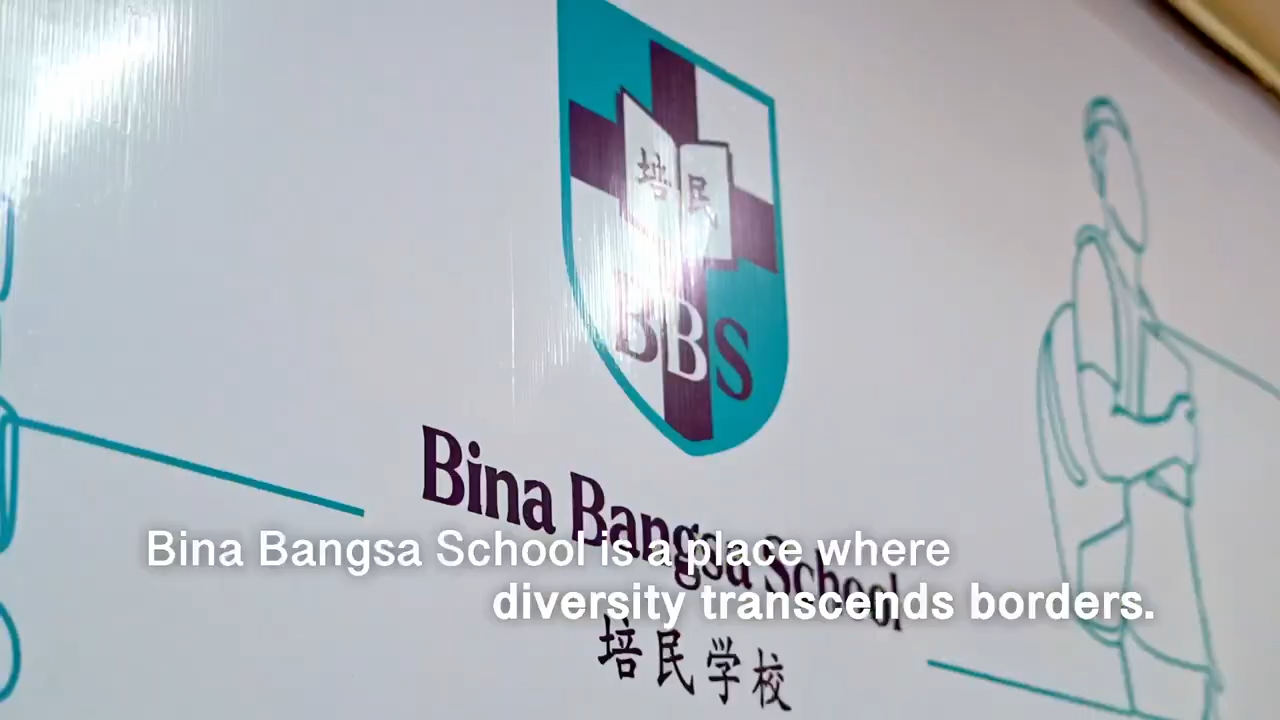 培民
BBS
Bina Bangsa School
培民学校
Bina Bangsa School is a place where
diversity transcends borders.